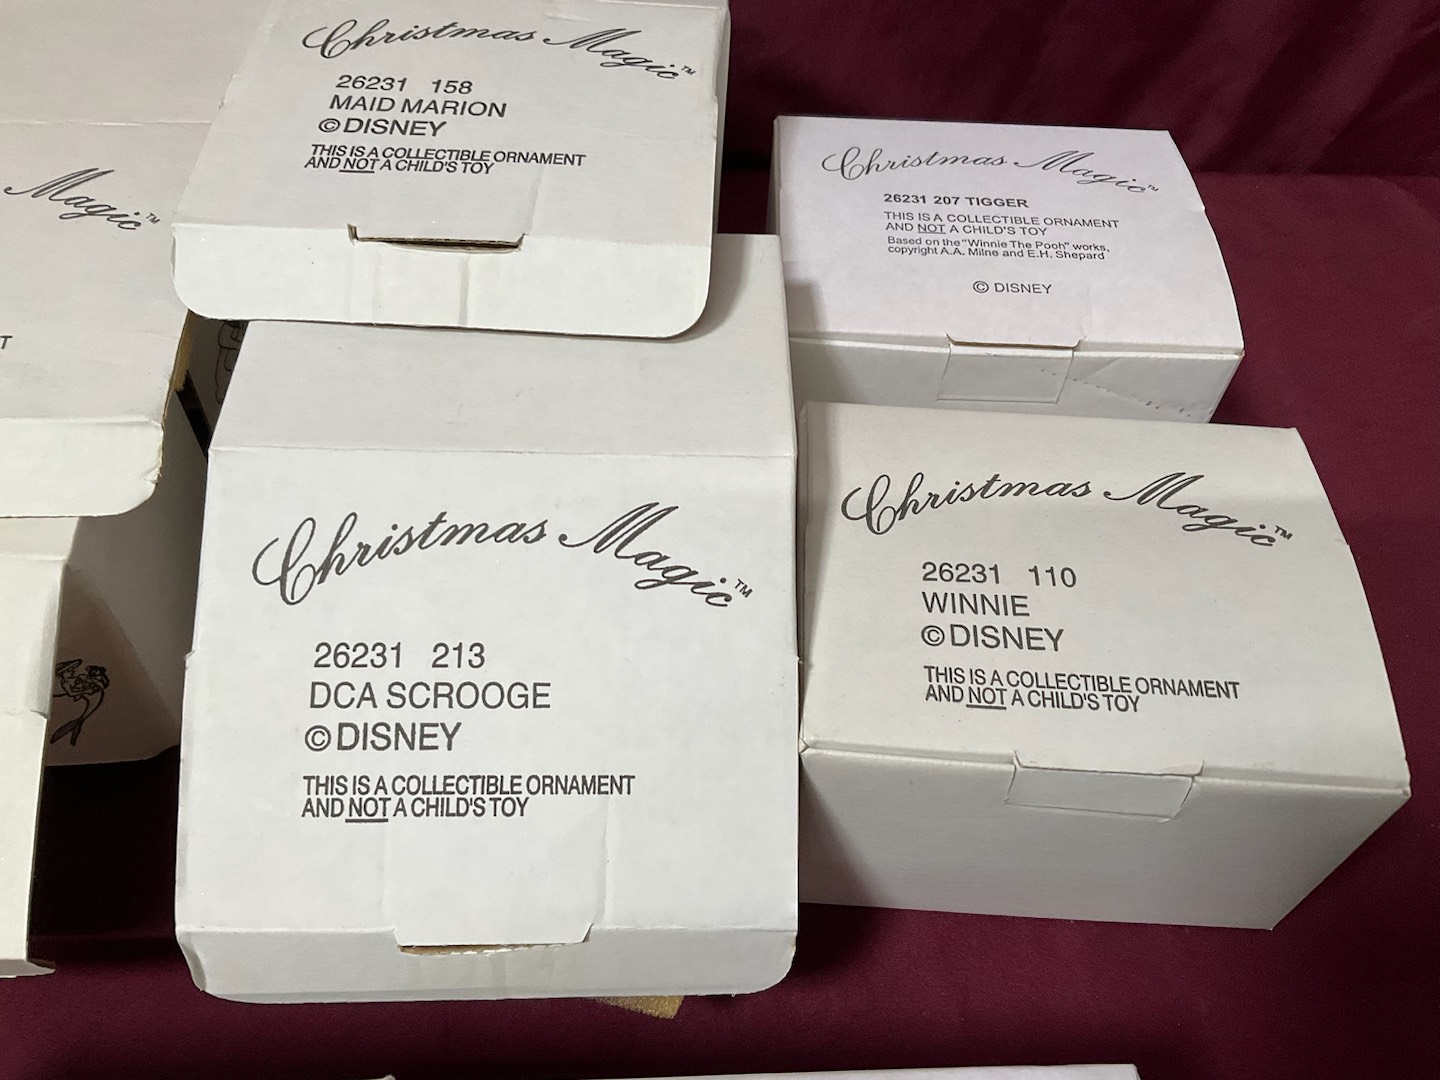 Christmas Magic™
26231 158
MAID MARION
©DISNEY
THIS IS A COLLECTIBLE ORNAMENT
AND NOT A CHILD'S TOY
Magic™
T
Christmas Magic™
26231 207 TIGGER
THIS IS A COLLECTIBLE ORNAMENT
AND NOT A CHILD'S TOY
Based on the "Winnie The Pooh" works,
copyright A.A. Milne and E.H. Shepard
© DISNEY
Christmas Magic™
26231 213
DCA SCROOGE
©DISNEY
THIS IS A COLLECTIBLE ORNAMENT
AND NOT A CHILD'S TOY
Christmas Magic™
26231 110
WINNIE
©DISNEY
THIS IS A COLLECTIBLE ORNAMENT
AND NOT A CHILD'S TOY